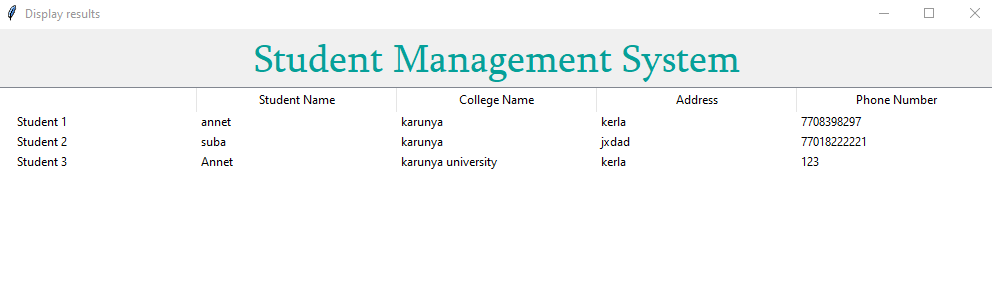 Display results
Student Management System
Student Name College Name Address Phone Number
Student 1 annet karunya kerla 7708398297
Student 2 suba karunya jxdad 77018222221
Student 3 Annet karunya university kerla 123